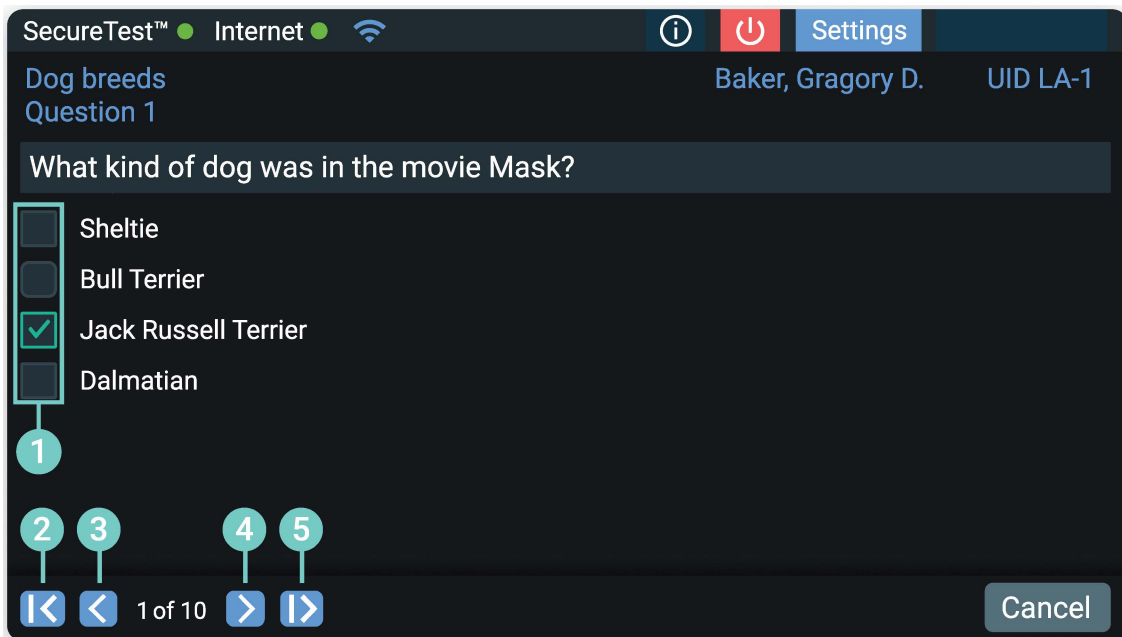 SecureTest™ Internet Settings
Dog breeds Baker, Gragory D. UID LA-1
Question 1
What kind of dog was in the movie Mask?
Sheltie
Bull Terrier
Jack Russell Terrier
Dalmatian
1
2 3 4 5
1 of 10 Cancel